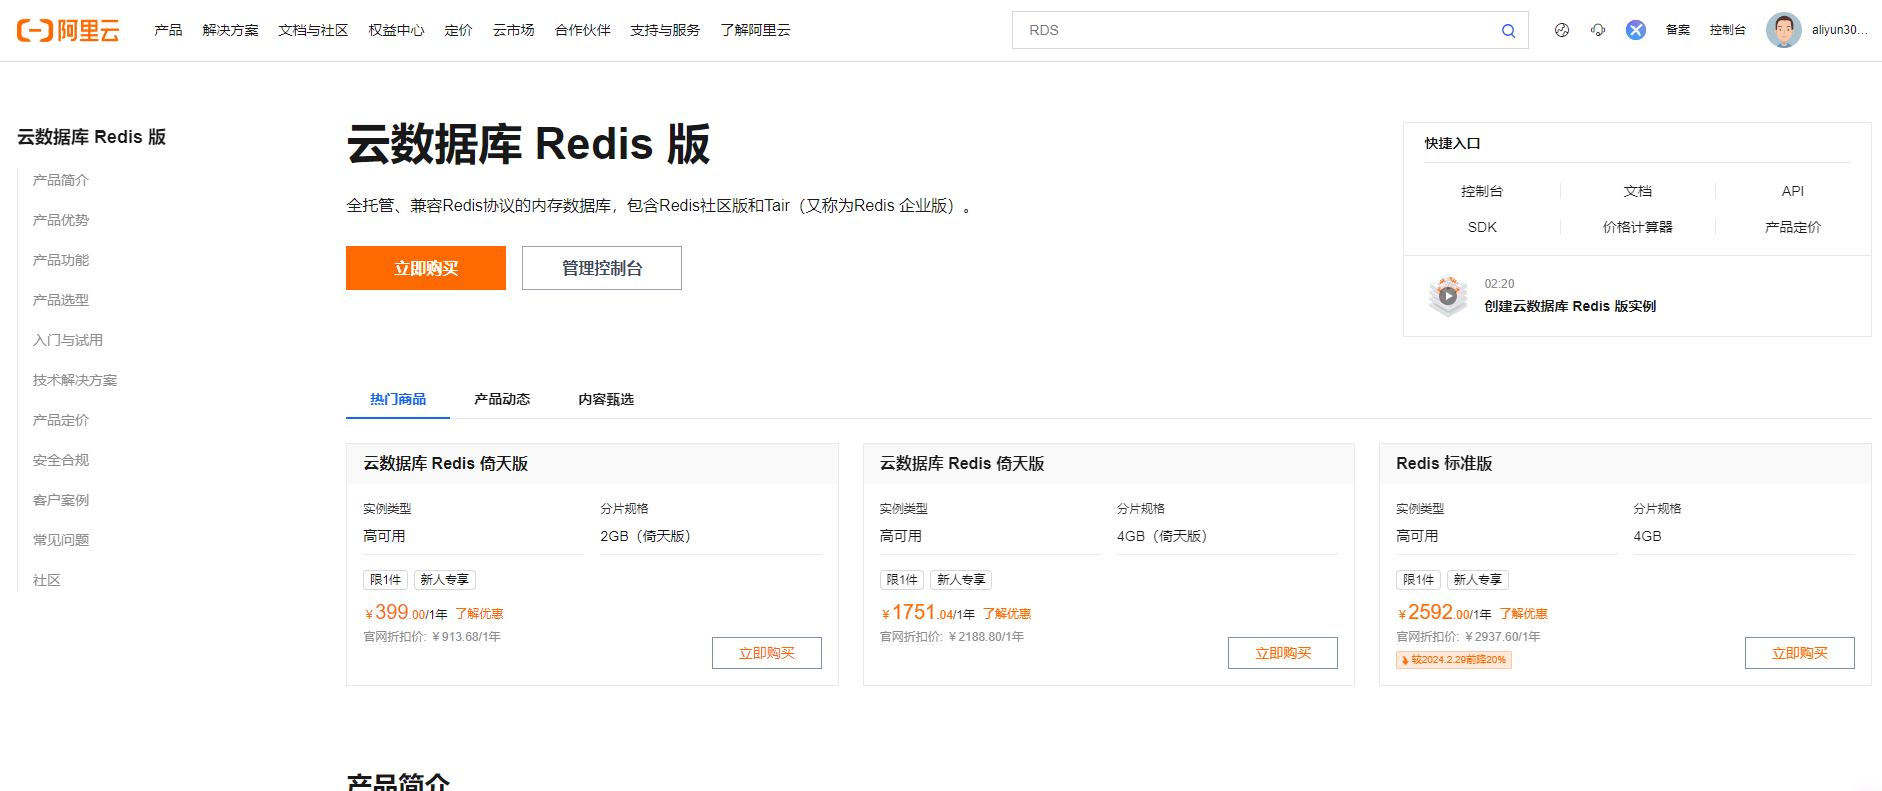 阿里云 产品 解决方案 文档与社区 权益中心 定价 云市场 合作伙伴 支持与服务 了解阿里云 RDS 备案 控制台 aliyun30...
云数据库 Redis 版
产品简介
产品优势
产品功能
产品选型
入门与试用
技术解决方案
产品定价
安全合规
客户案例
常见问题
社区
云数据库 Redis 版
全托管、兼容Redis协议的内存数据库，包含Redis社区版和Tair（又称为Redis 企业版）。
立即购买 管理控制台
快捷入口
控制台 文档 API
SDK 价格计算器 产品定价
02:20
创建云数据库 Redis 版实例
热门商品 产品动态 内容甄选
云数据库 Redis 倚天版
实例类型 分片规格
高可用 2GB（倚天版）
限1件 新人专享
￥399.00/1年 了解优惠
官网折扣价: ￥913.68/1年
立即购买
云数据库 Redis 倚天版
实例类型 分片规格
高可用 4GB（倚天版）
限1件 新人专享
￥1751.04/1年 了解优惠
官网折扣价: ￥2188.80/1年
立即购买
Redis 标准版
实例类型 分片规格
高可用 4GB
限1件 新人专享
￥2592.00/1年 了解优惠
官网折扣价: ￥2937.60/1年
较2024.2.29前降20%
立即购买
产品简介